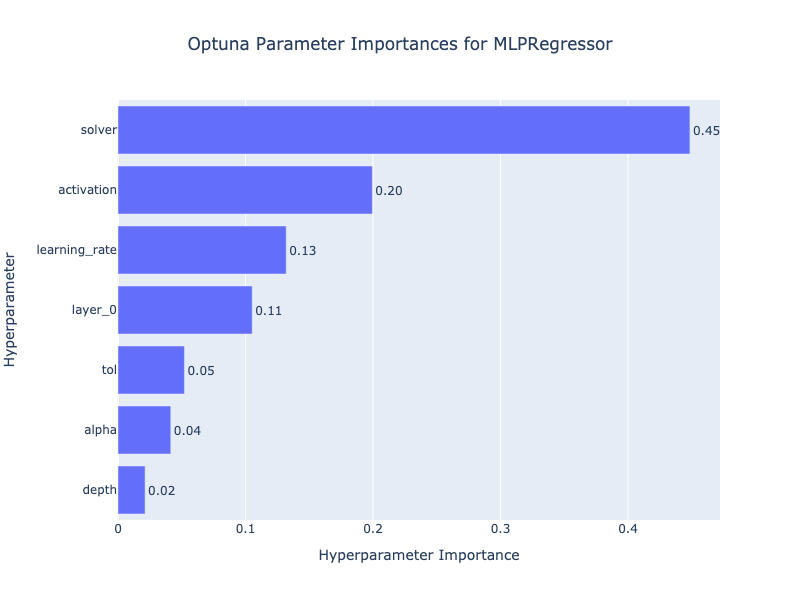 Optuna Parameter Importances for MLPRegressor
solver 0.45
activation 0.20
learning_rate 0.13
layer_0 0.11
tol 0.05
alpha 0.04
depth 0.02
0 0.1 0.2 0.3 0.4
Hyperparameter Importance
Hyperparameter